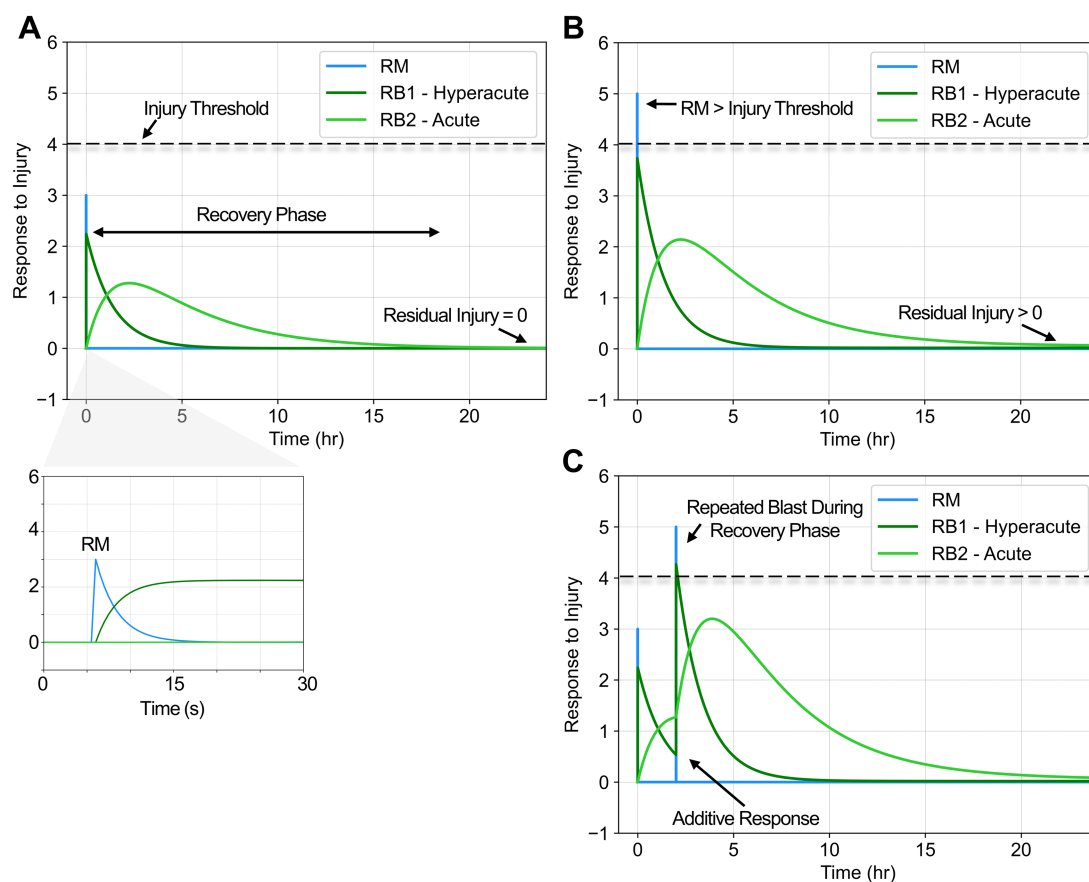 A
6
5
4
3
2
1
0
−1
Response to Injury
RM
RB1 - Hyperacute
RB2 - Acute
Injury Threshold
Recovery Phase
Residual Injury = 0
0
5
10
15
20
Time (hr)
6
4
2
0
RM
0
15
30
Time (s)
B
6
5
4
3
2
1
0
−1
Response to Injury
RM
RB1 - Hyperacute
RB2 - Acute
RM > Injury Threshold
Residual Injury > 0
0
5
10
15
20
Time (hr)
C
6
5
4
3
2
1
0
−1
Response to Injury
RM
RB1 - Hyperacute
RB2 - Acute
Repeated Blast During
Recovery Phase
Additive Response
0
5
10
15
20
Time (hr)